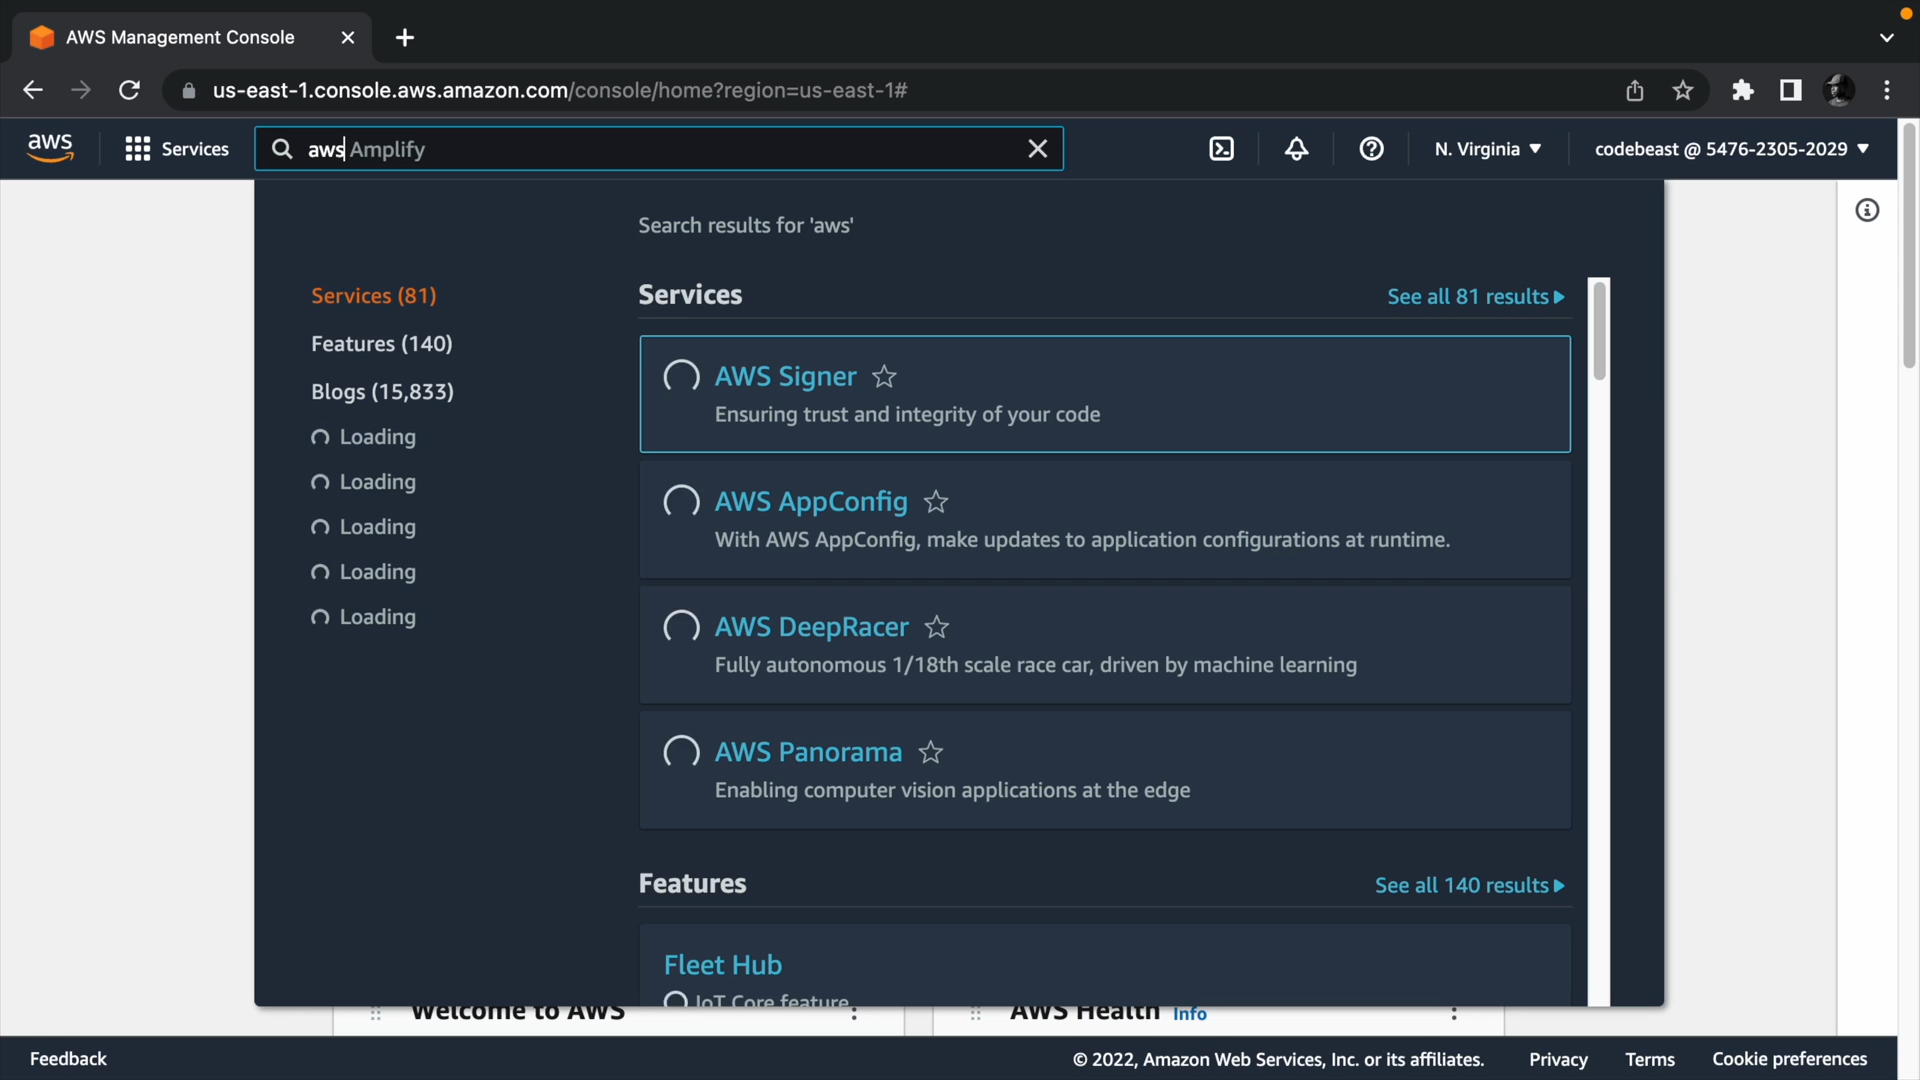 AWS Management Console
us-east-1.console.aws.amazon.com/console/home?region=us-east-1#
aws
Services
aws Amplify
N. Virginia
codebeast @ 5476-2305-2029
Search results for 'aws'
Services (81)
Features (140)
Blogs (15,833)
Loading
Loading
Loading
Loading
Loading
Services
See all 81 results
AWS Signer
Ensuring trust and integrity of your code
AWS AppConfig
With AWS AppConfig, make updates to application configurations at runtime.
AWS DeepRacer
Fully autonomous 1/18th scale race car, driven by machine learning
AWS Panorama
Enabling computer vision applications at the edge
Features
See all 140 results
Fleet Hub
IoT Core feature
Welcome to AWS
AWS Health Info
Feedback
© 2022, Amazon Web Services, Inc. or its affiliates.
Privacy
Terms
Cookie preferences